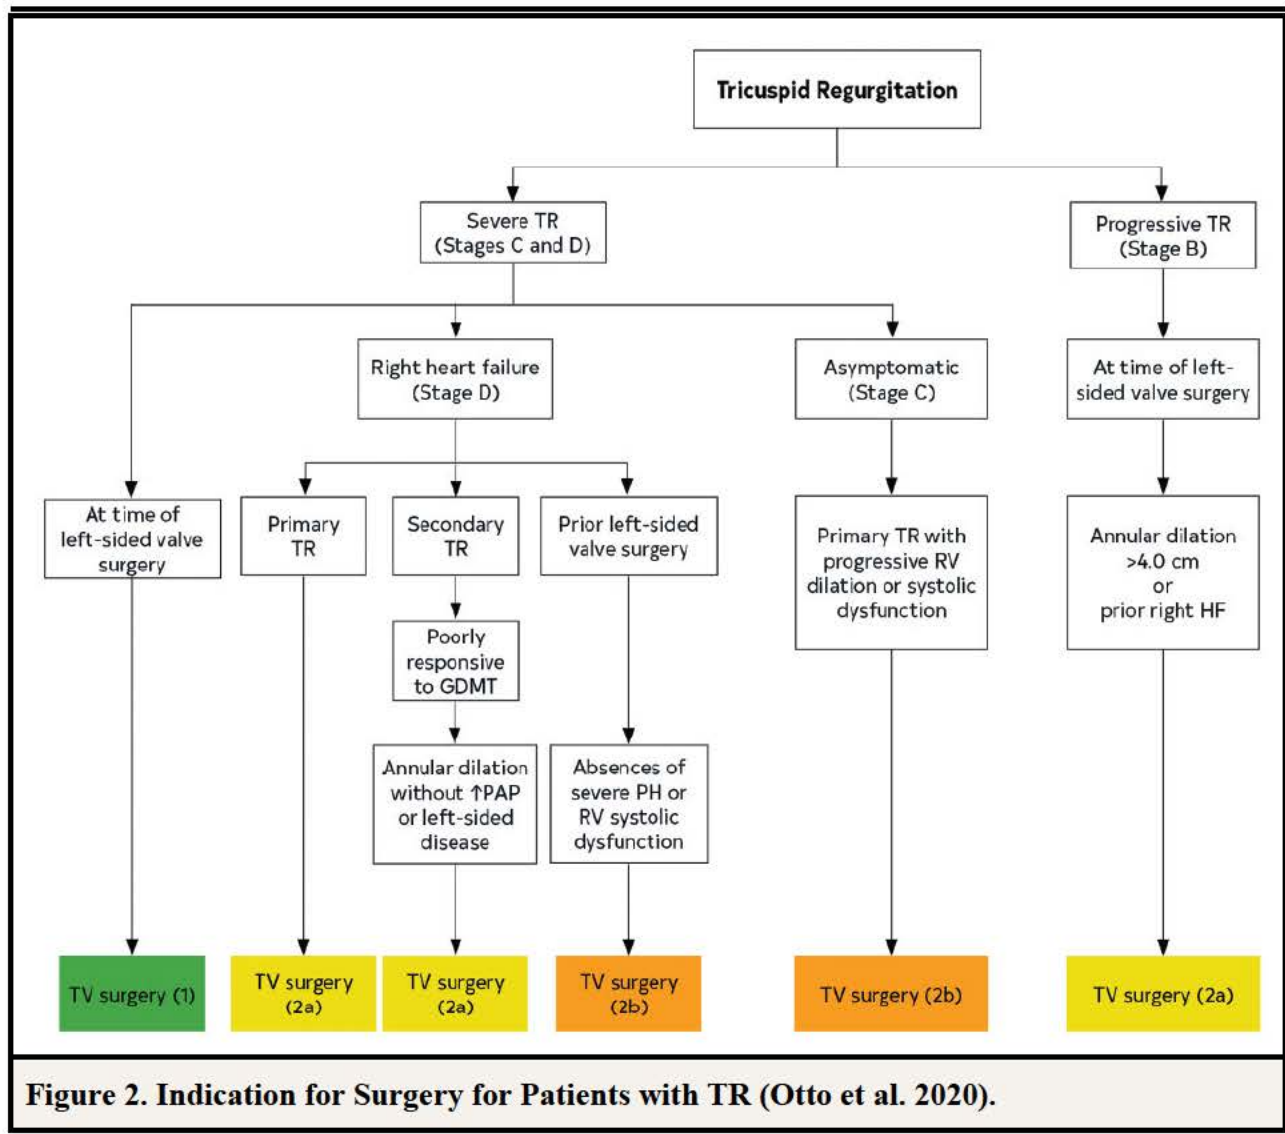 Tricuspid Regurgitation
Severe TR
(Stages C and D)
Progressive TR
(Stage B)
Right heart failure
(Stage D)
Asymptomatic
(Stage C)
At time of left-
sided valve surgery
At time of
left-sided valve
surgery
Primary
TR
Secondary
TR
Prior left-sided
valve surgery
Primary TR with
progressive RV
dilation or systolic
dysfunction
Annular dilation
>4.0 cm
or
prior right HF
Poorly
responsive
to GDMT
Annular dilation
without ↑PAP
or left-sided
disease
Absences of
severe PH or
RV systolic
dysfunction
TV surgery (1)
TV surgery
(2a)
TV surgery
(2a)
TV surgery
(2b)
TV surgery (2b)
TV surgery (2a)
Figure 2. Indication for Surgery for Patients with TR (Otto et al. 2020).